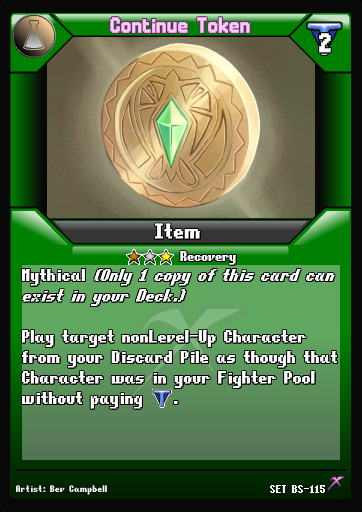 Continue Token
2
Item
Recovery
Mythical (Only 1 copy of this card can
exist in your Deck.)
Play target nonLevel-Up Character
from your Discard Pile as though that
Character was in your Fighter Pool
without paying .
Artist: Bev Campbell
SET BS-115